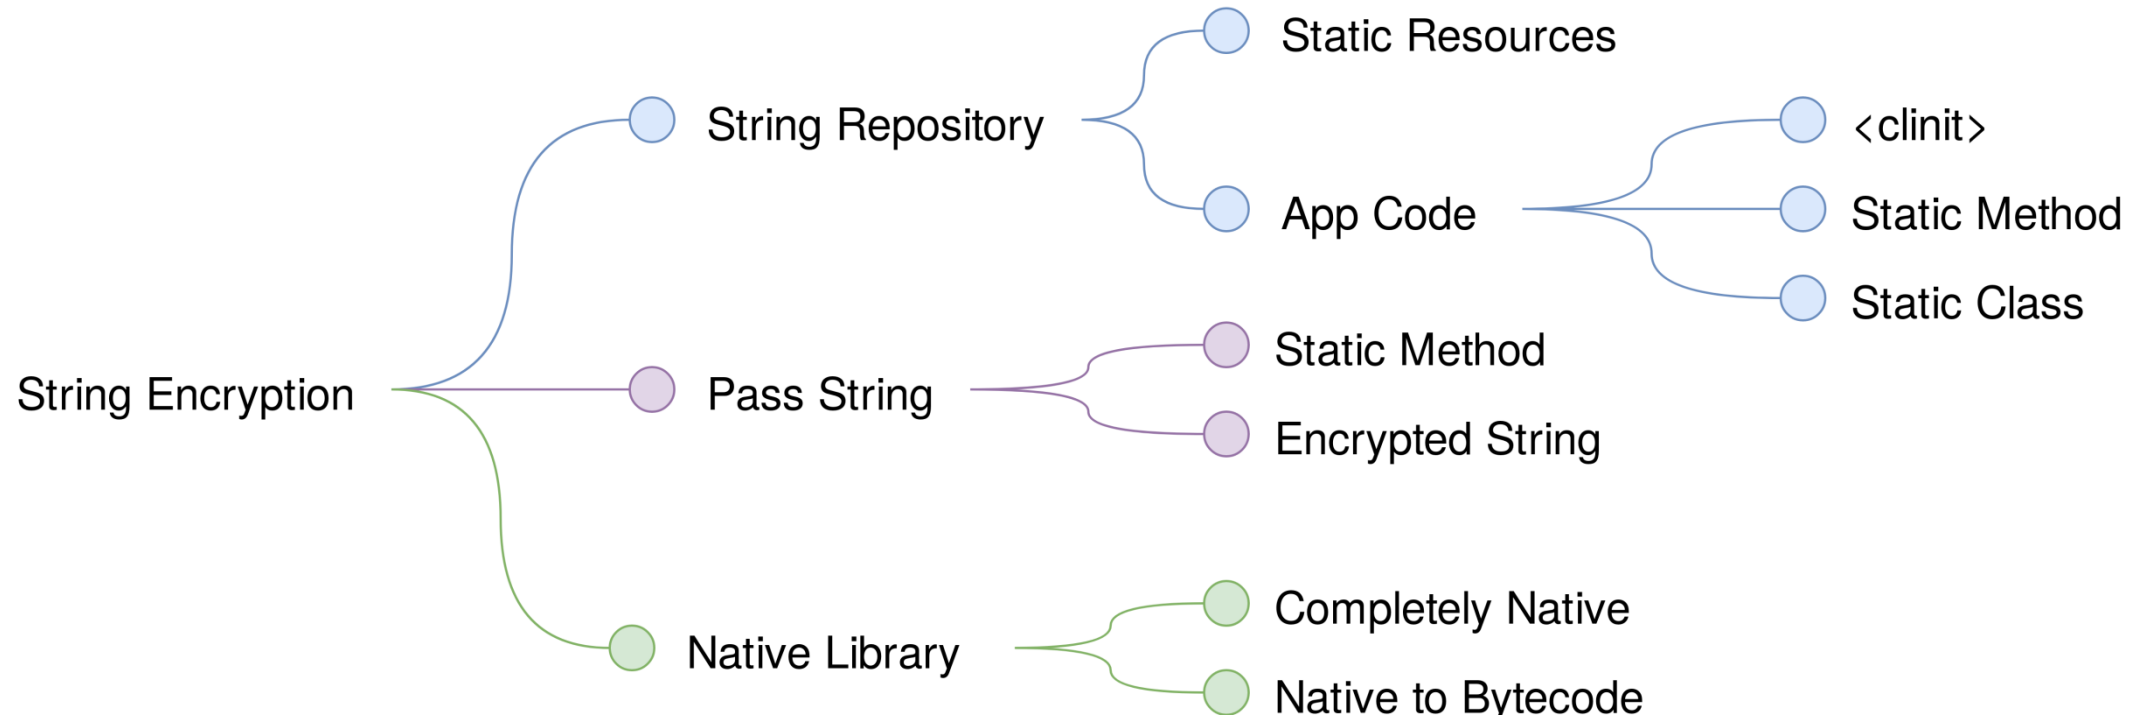 String Encryption
String Repository
Static Resources
App Code
<clinit>
Static Method
Static Class
Pass String
Static Method
Encrypted String
Native Library
Completely Native
Native to Bytecode